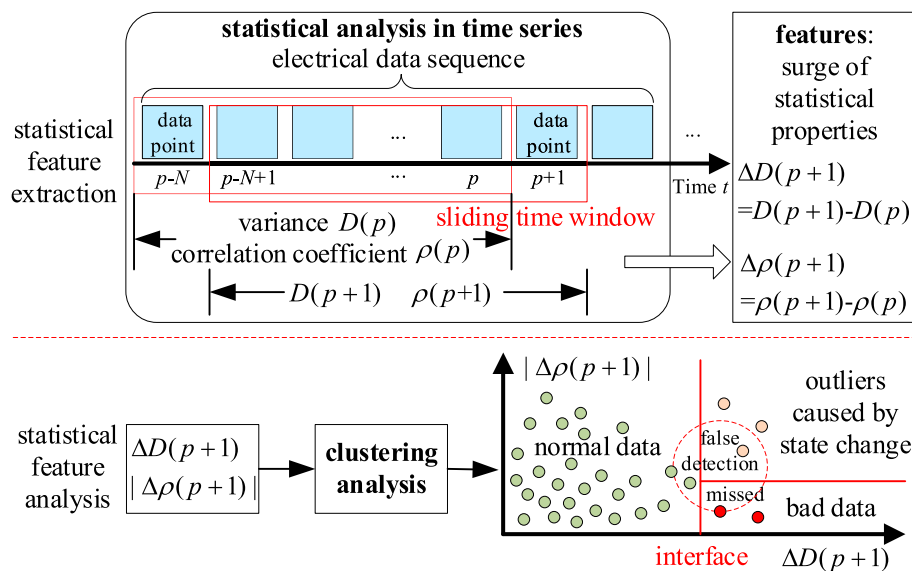 statistical analysis in time series
electrical data sequence
statistical
feature
extraction
data
point
...
data
point
...
p-N
p-N+1
...
p
p+1
Time t
sliding time window
variance D(p)
correlation coefficient ρ(p)
D(p+1) ρ(p+1)
features:
surge of
statistical
properties
ΔD(p+1)
=D(p+1)-D(p)
Δρ(p+1)
=ρ(p+1)-ρ(p)
statistical
feature
analysis
ΔD(p+1)
| Δρ(p+1) |
clustering
analysis
| Δρ(p+1) |
normal data
false
detection
missed
outliers
caused by
state change
bad data
interface
ΔD(p+1)